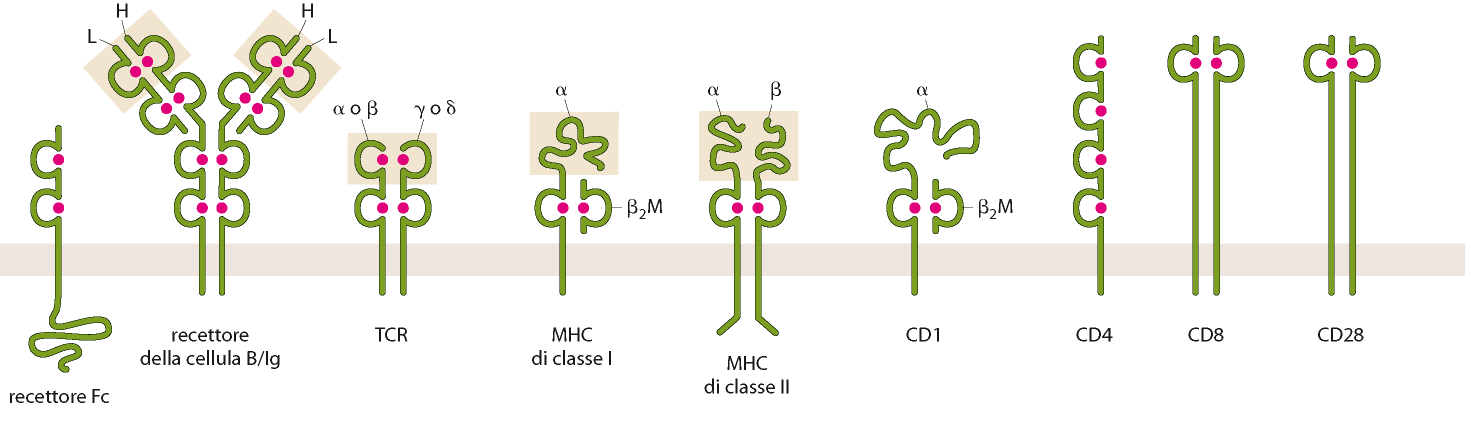 H
H
L
L
α o β
γ o δ
α
α
β
α
β2M
β2M
recettore Fc
recettore
della cellula B/Ig
TCR
MHC
di classe I
MHC
di classe II
CD1
CD4
CD8
CD28